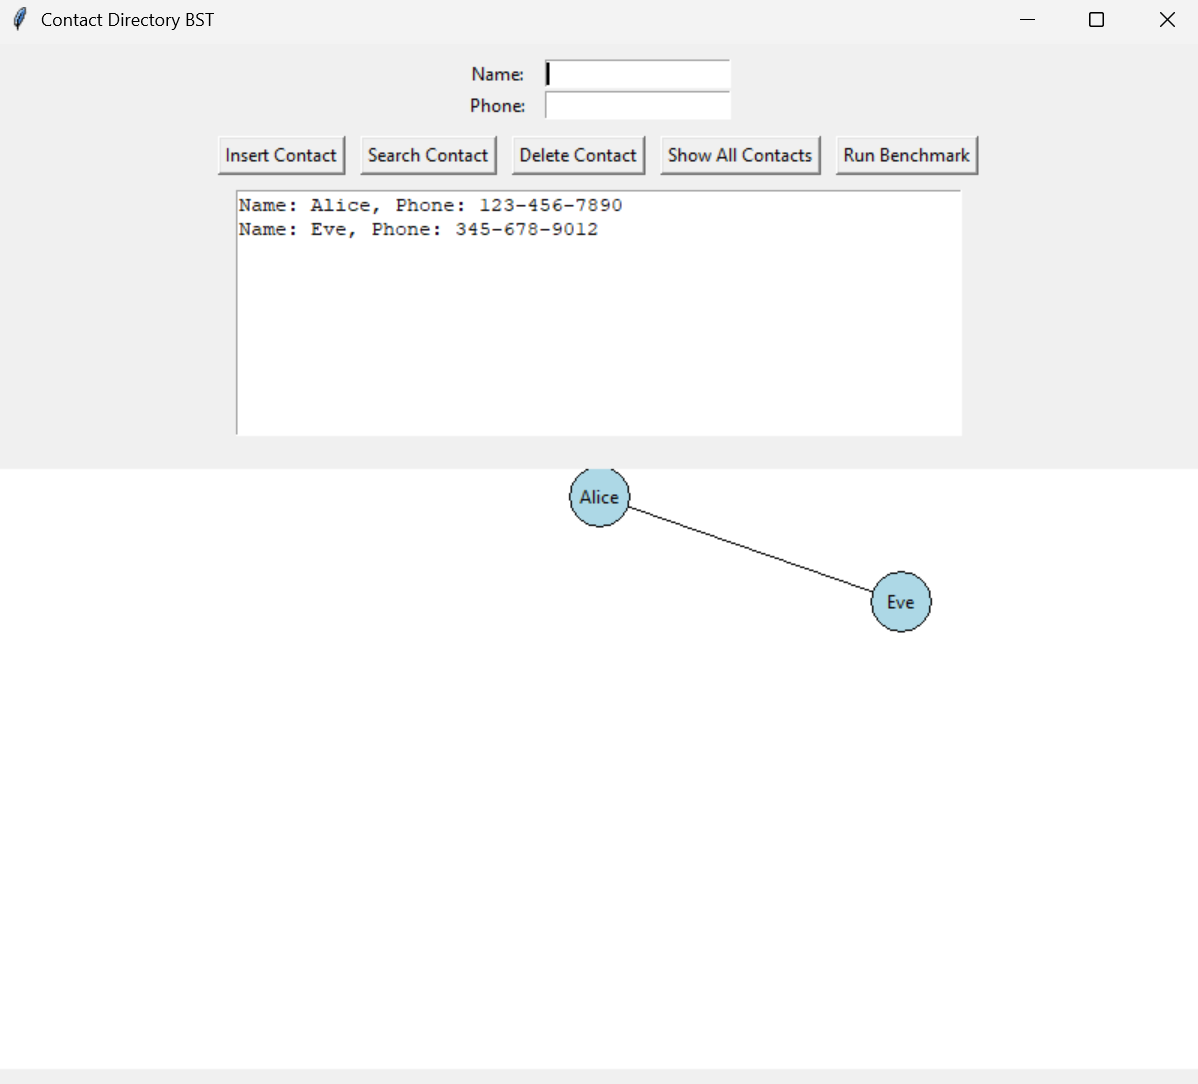 Contact Directory BST
Name:
Phone:
Insert Contact Search Contact Delete Contact Show All Contacts Run Benchmark
Name: Alice, Phone: 123-456-7890
Name: Eve, Phone: 345-678-9012
Alice
Eve